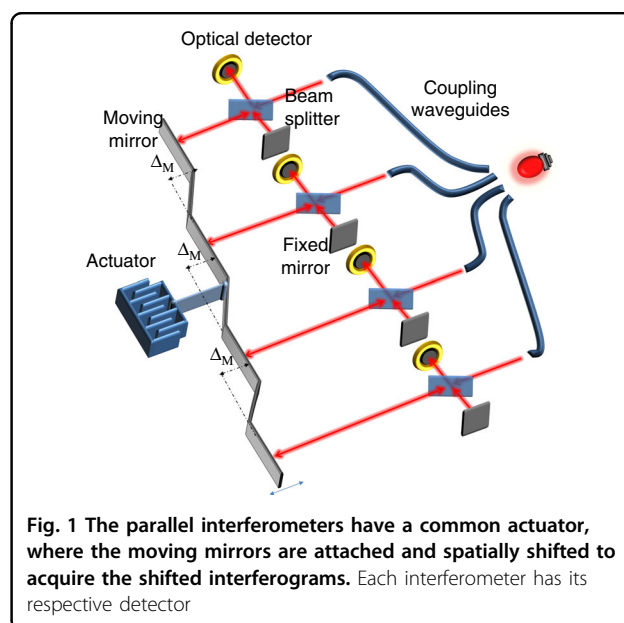 Optical detector
Beam
splitter
Coupling
waveguides
Moving
mirror
Δ_M
Δ_M
Fixed
mirror
Actuator
Δ_M
Fig. 1 The parallel interferometers have a common actuator,
where the moving mirrors are attached and spatially shifted to
acquire the shifted interferograms. Each interferometer has its
respective detector